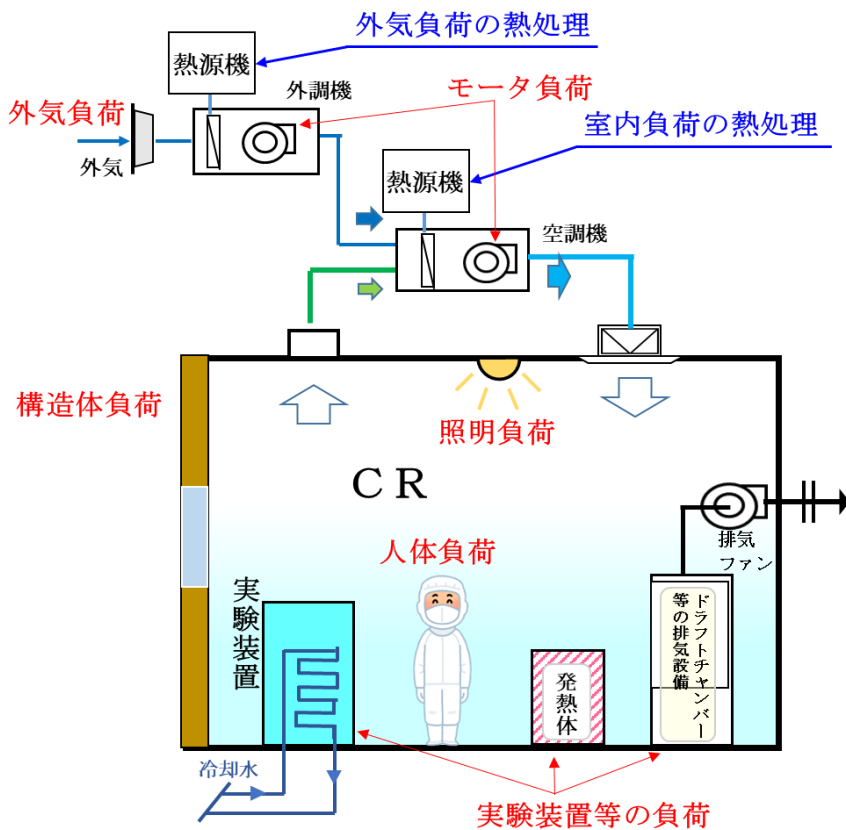 外気負荷の熱処理
熱源機
外調機
モータ負荷
外気負荷
外気
室内負荷の熱処理
熱源機
空調機
構造体負荷
照明負荷
CR
排気
ファン
人体負荷
実験装置
発熱体
ドラフトチャンバー
等の排気設備
冷却水
実験装置等の負荷